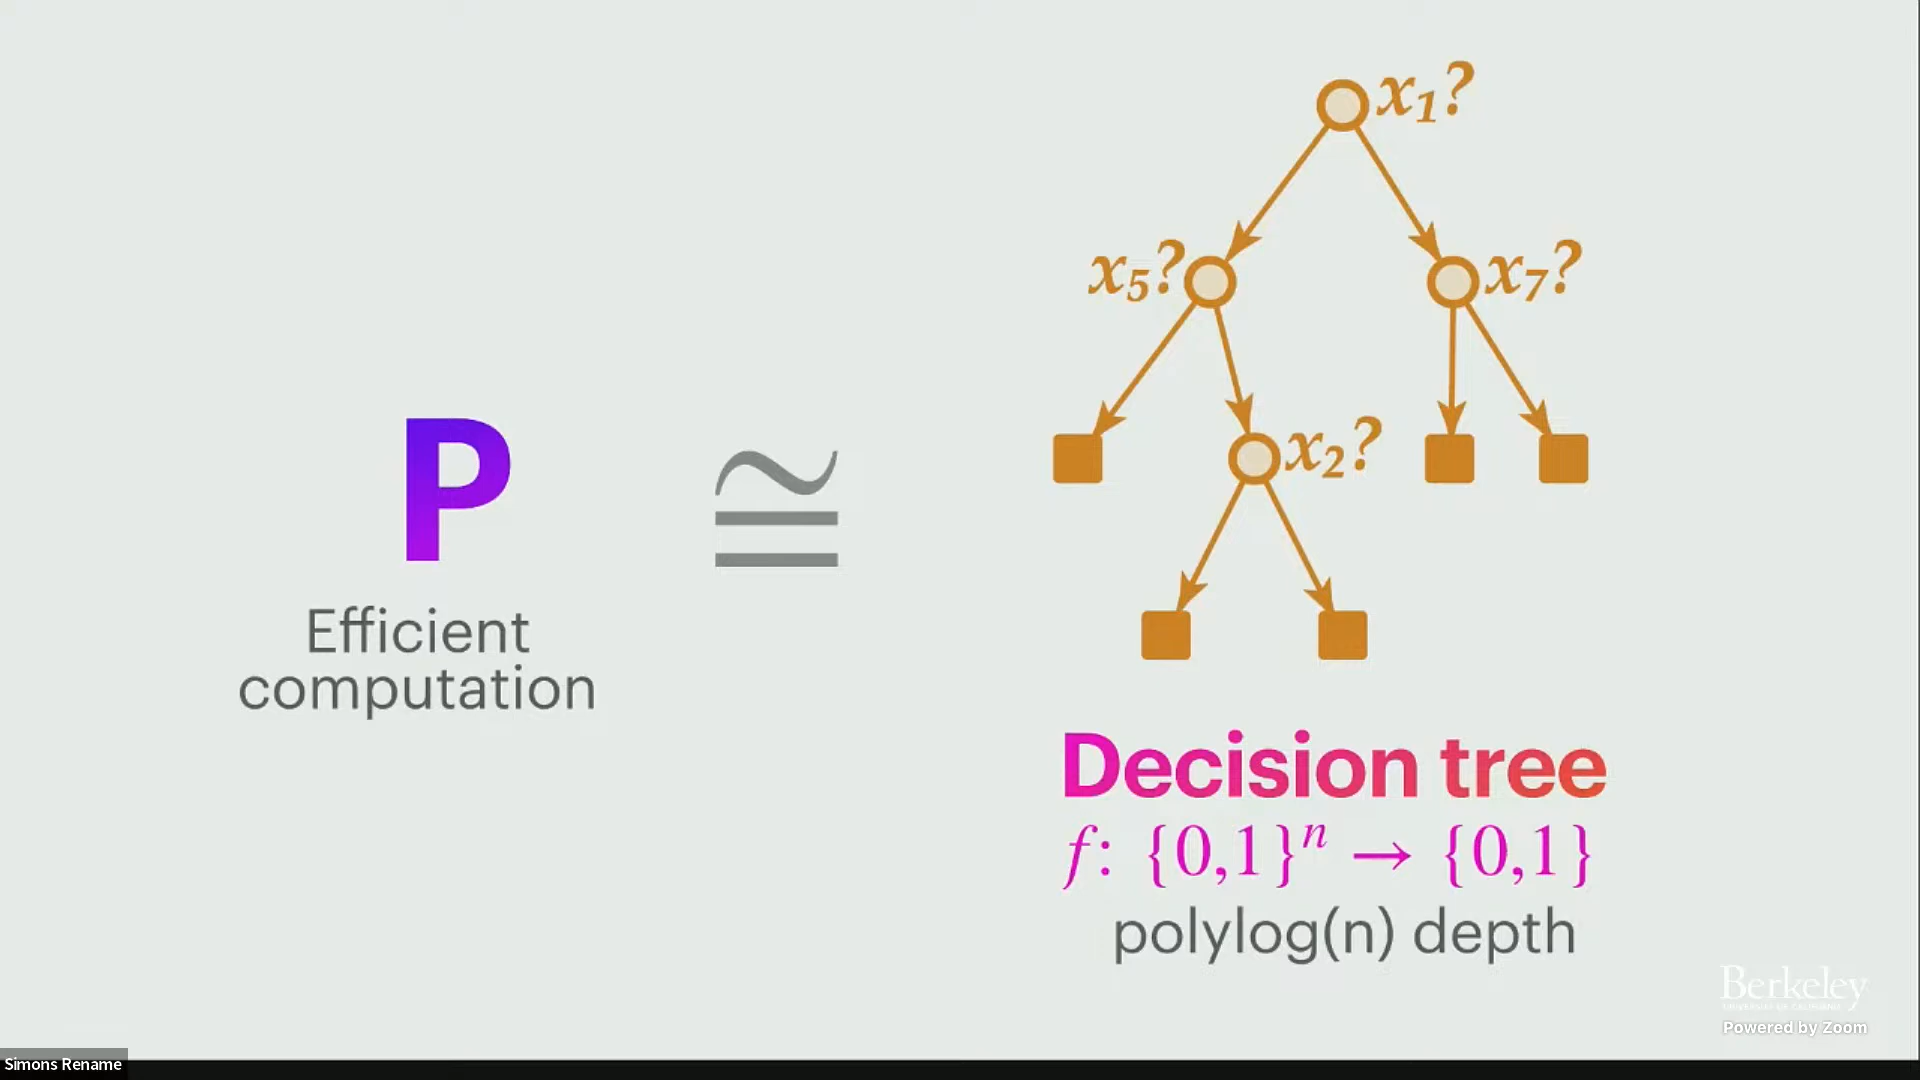 x₁?
x₅?
x₇?
x₂?
P
≅
Efficient
computation
Decision tree
f: {0,1}ⁿ → {0,1}
polylog(n) depth
Berkeley
Powered by Zoom
Simons Rename